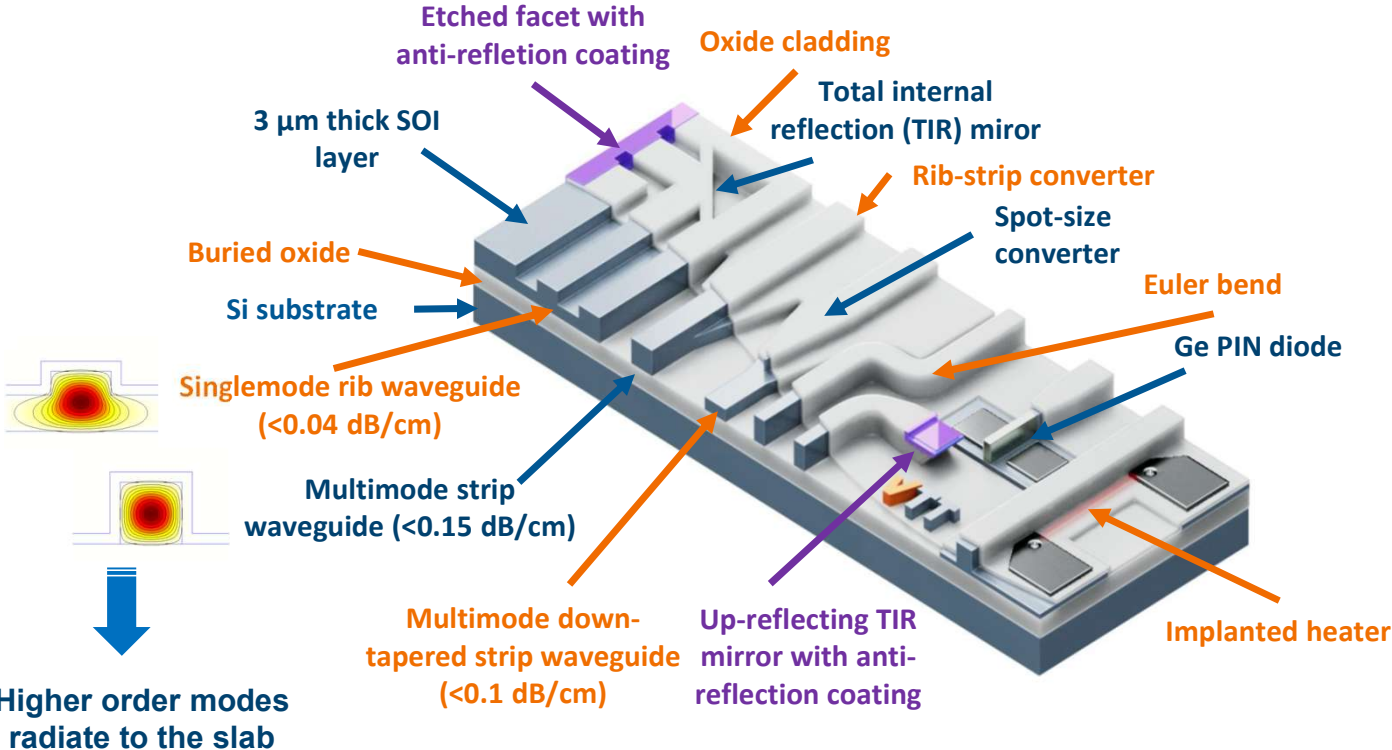 Etched facet with
anti-refletion coating
Oxide cladding
Total internal
reflection (TIR) miror
3 µm thick SOI
layer
Rib-strip converter
Spot-size
converter
Buried oxide
Euler bend
Si substrate
Ge PIN diode
Singlemode rib waveguide
(<0.04 dB/cm)
Multimode strip
waveguide (<0.15 dB/cm)
VTT
Multimode down-
tapered strip waveguide
(<0.1 dB/cm)
Up-reflecting TIR
mirror with anti-
reflection coating
Implanted heater
Higher order modes
radiate to the slab